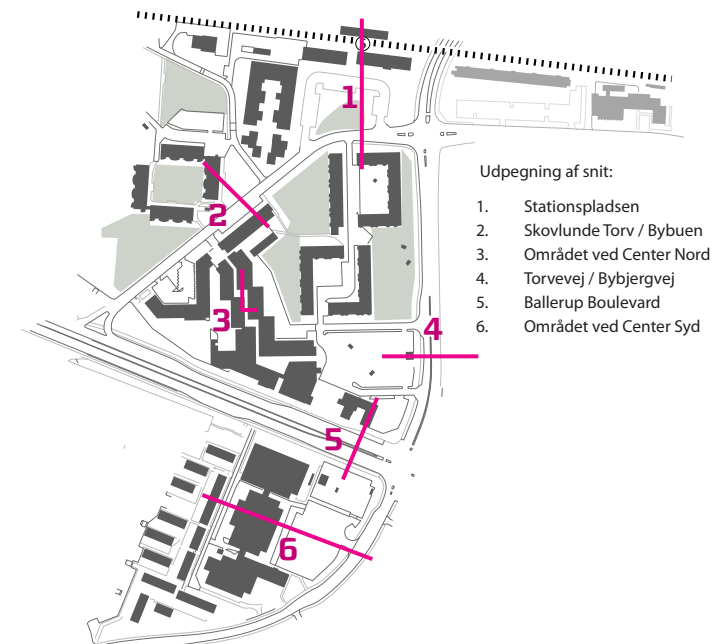 1
2
3
4
5
6
Udpegning af snit:
1. Stationspladsen
2. Skovlunde Torv / Bybuen
3. Området ved Center Nord
4. Torvevej / Bybjergvej
5. Ballerup Boulevard
6. Området ved Center Syd